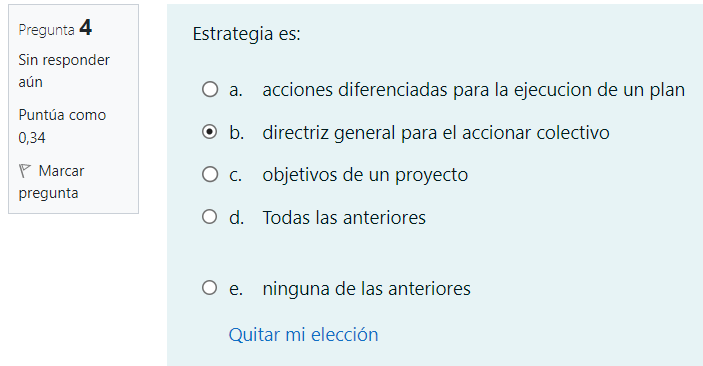 Pregunta 4
Sin responder
aún
Puntúa como
0,34
Marcar
pregunta
Estrategia es:
a. acciones diferenciadas para la ejecucion de un plan
b. directriz general para el accionar colectivo
c. objetivos de un proyecto
d. Todas las anteriores
e. ninguna de las anteriores
Quitar mi elección